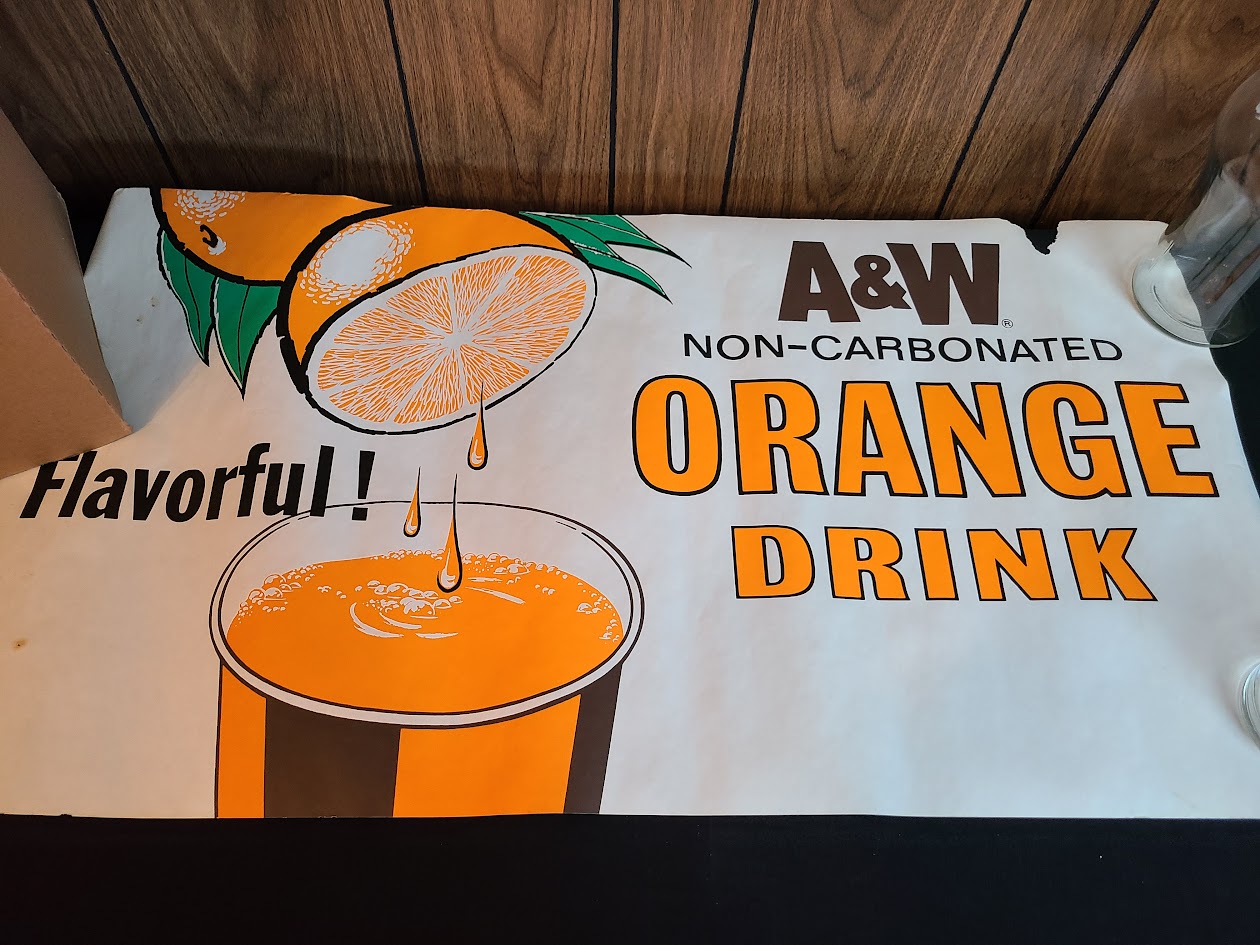 A&W®
NON-CARBONATED
ORANGE
DRINK
Flavorful!